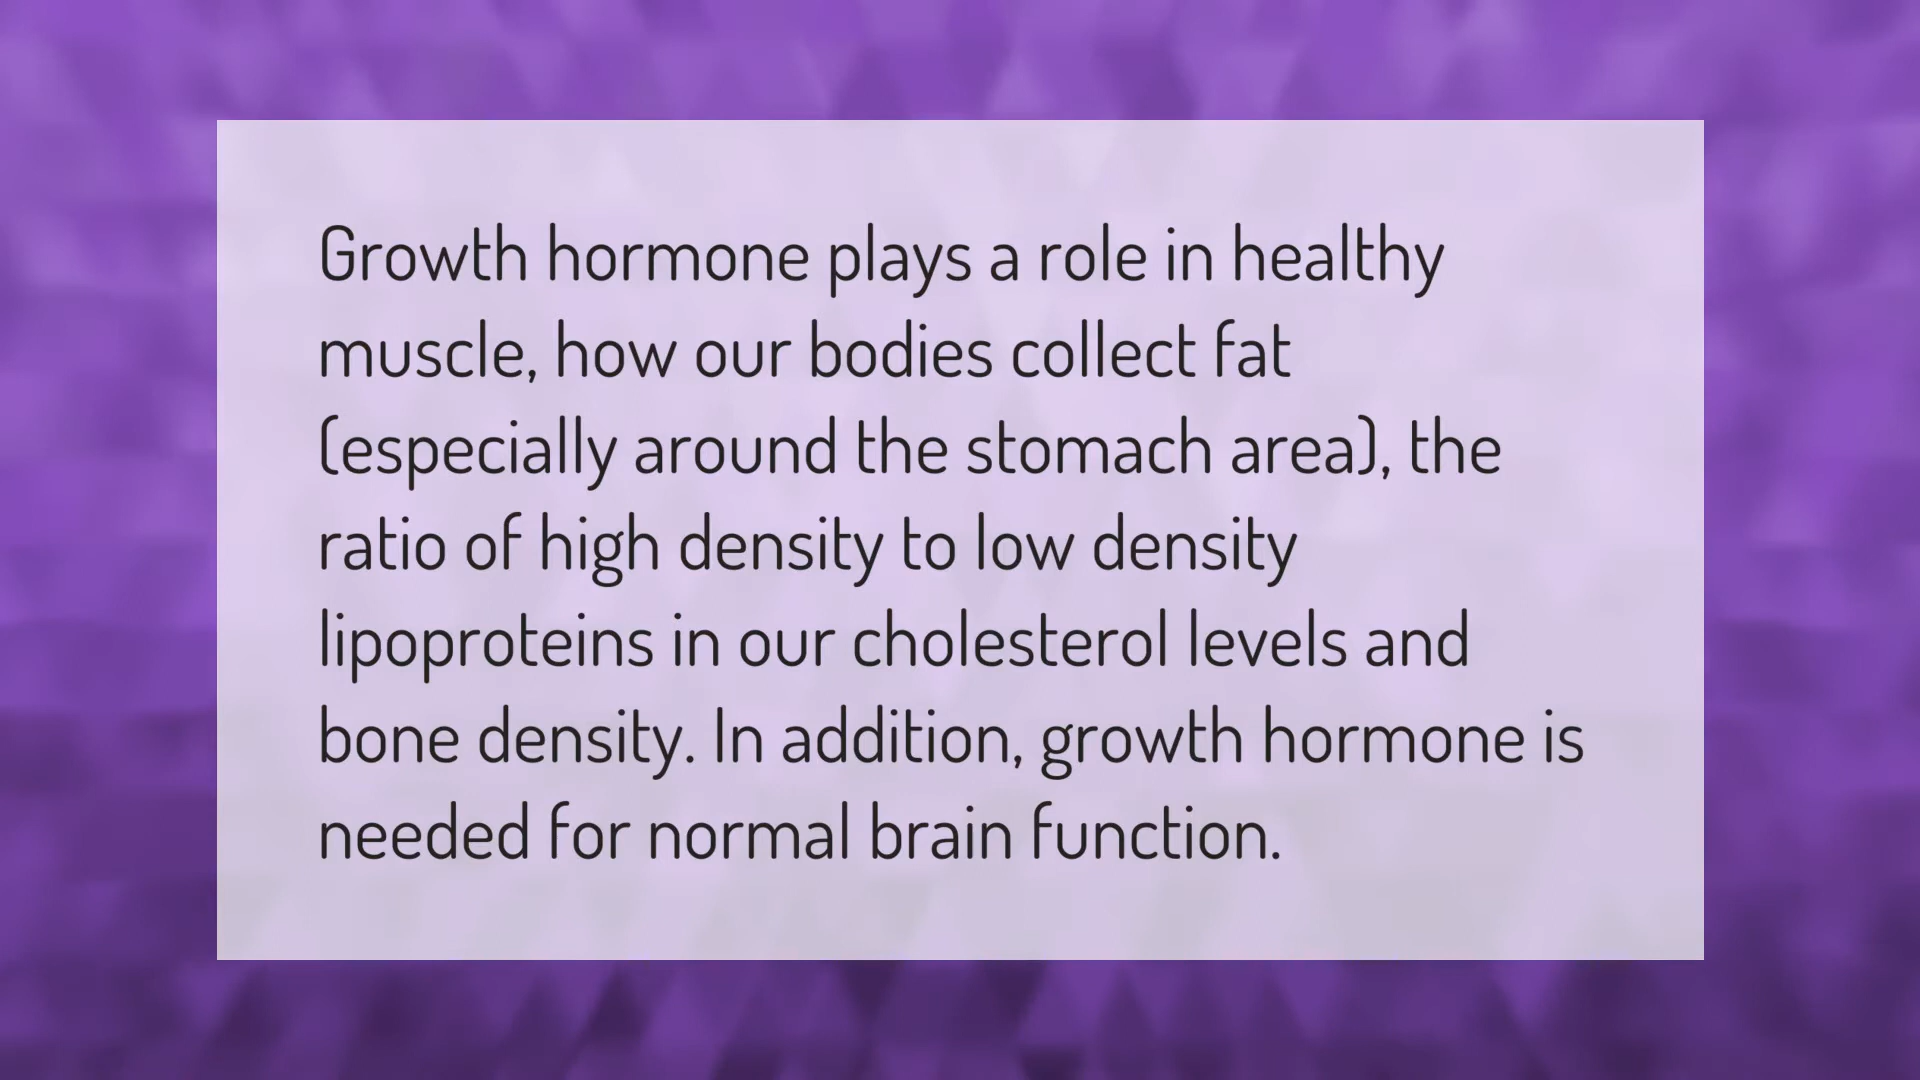 Growth hormone plays a role in healthy
muscle, how our bodies collect fat
(especially around the stomach area), the
ratio of high density to low density
lipoproteins in our cholesterol levels and
bone density. In addition, growth hormone is
needed for normal brain function.